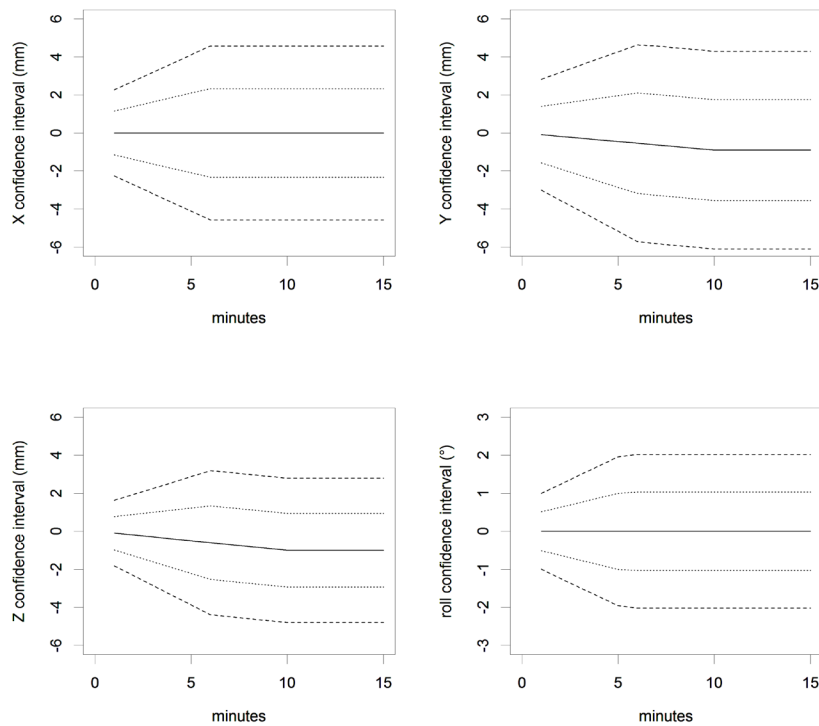 X confidence interval (mm)
6
4
2
0
-2
-4
-6
0 5 10 15
minutes
Y confidence interval (mm)
6
4
2
0
-2
-4
-6
0 5 10 15
minutes
Z confidence interval (mm)
6
4
2
0
-2
-4
-6
0 5 10 15
minutes
roll confidence interval (°)
3
2
1
0
-1
-2
-3
0 5 10 15
minutes